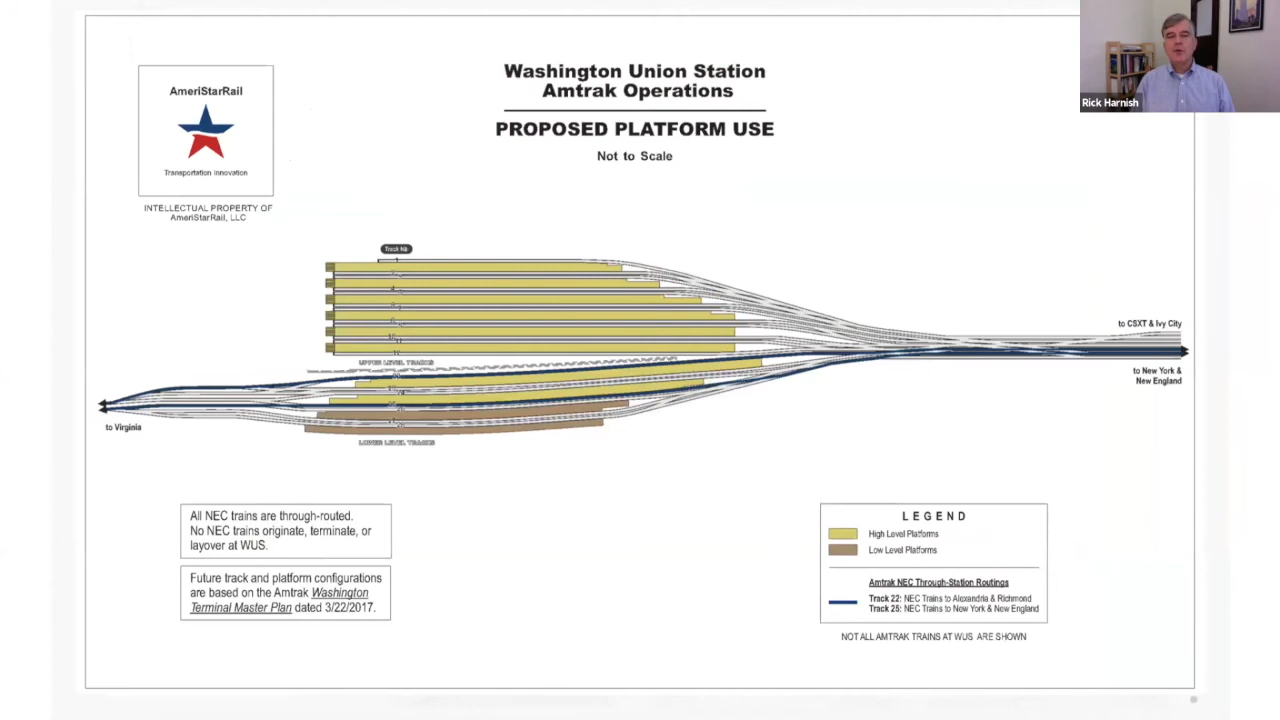 AmeriStarRail
Transportation Innovation
INTELLECTUAL PROPERTY OF
AmeriStarRail, LLC
Washington Union Station
Amtrak Operations
PROPOSED PLATFORM USE
Not to Scale
Rick Harnish
Track No
UPPER LEVEL TRACKS
LOWER LEVEL TRACKS
to Virginia
to CSXT & Ivy City
to New York &
New England
All NEC trains are through-routed.
No NEC trains originate, terminate, or
layover at WUS.
Future track and platform configurations
are based on the Amtrak Washington
Terminal Master Plan dated 3/22/2017.
LEGEND
High Level Platforms
Low Level Platforms
Amtrak NEC Through-Station Routings
Track 22: NEC Trains to Alexandria & Richmond
Track 25: NEC Trains to New York & New England
NOT ALL AMTRAK TRAINS AT WUS ARE SHOWN